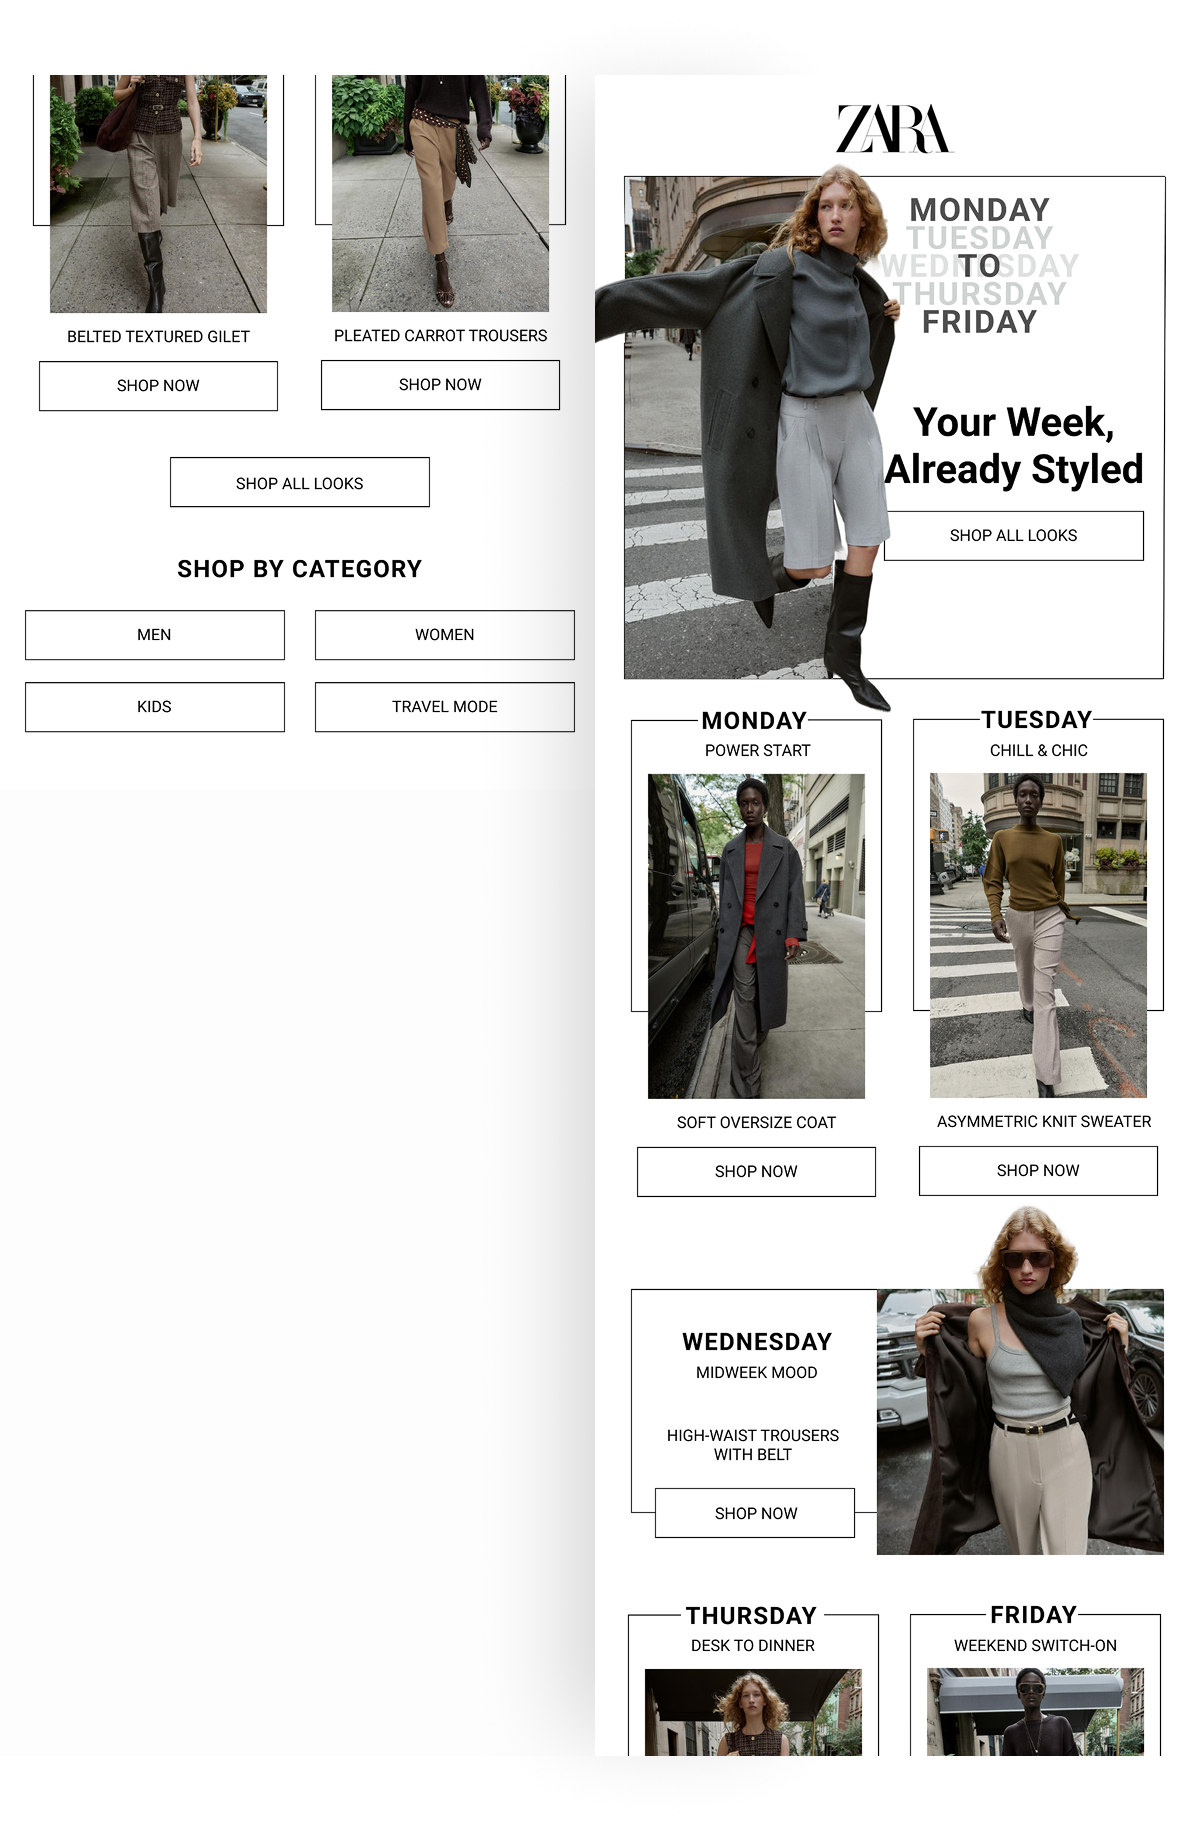 ZARA
MONDAY
TUESDAY
WEDNESDAY
TO
THURSDAY
FRIDAY
Your Week,
Already Styled
SHOP ALL LOOKS
MONDAY
POWER START
SOFT OVERSIZE COAT
SHOP NOW
TUESDAY
CHILL & CHIC
ASYMMETRIC KNIT SWEATER
SHOP NOW
WEDNESDAY
MIDWEEK MOOD
HIGH-WAIST TROUSERS
WITH BELT
SHOP NOW
THURSDAY
DESK TO DINNER
FRIDAY
WEEKEND SWITCH-ON
BELTED TEXTURED GILET
SHOP NOW
PLEATED CARROT TROUSERS
SHOP NOW
SHOP ALL LOOKS
SHOP BY CATEGORY
MEN
WOMEN
KIDS
TRAVEL MODE